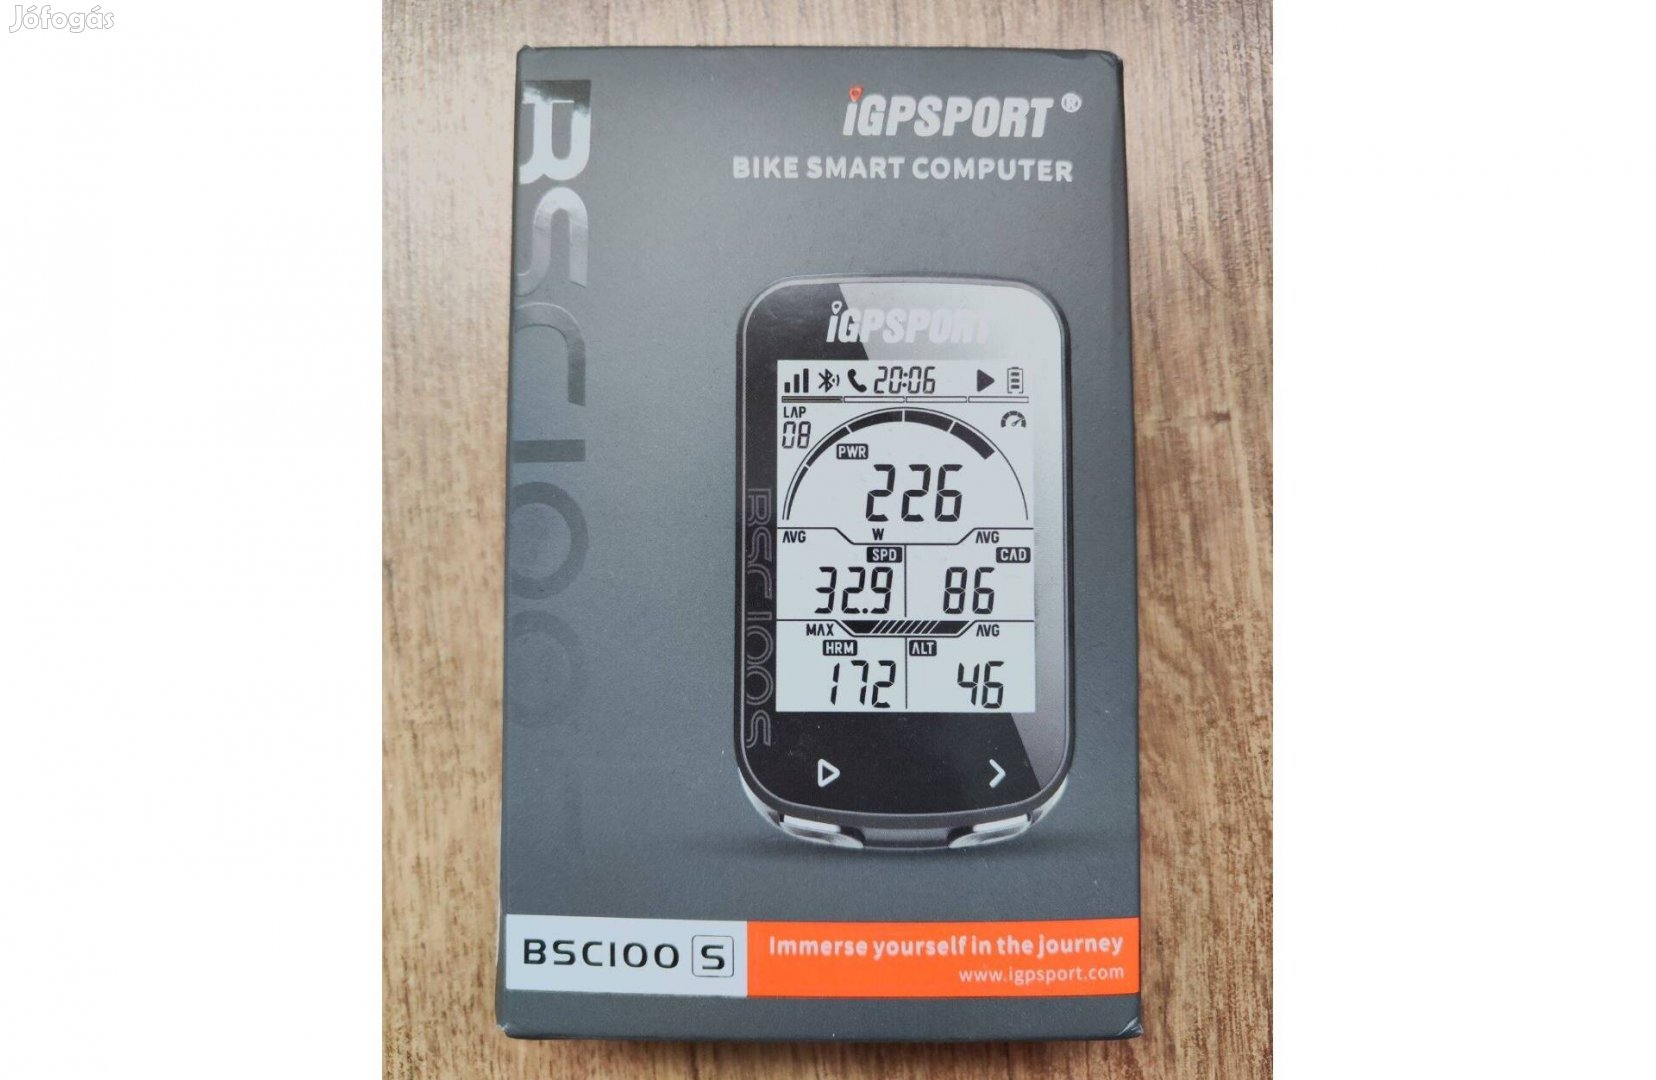 Jófogás
iGPSPORT®
BIKE SMART COMPUTER
BSC100S
iGPSPORT
20:06
LAP
08
PWR
226
AVG W AVG
SPD CAD
32.9 86
MAX AVG
HRM ALT
172 46
BSC100S
BSC100 S
Immerse yourself in the journey
www.igpsport.com